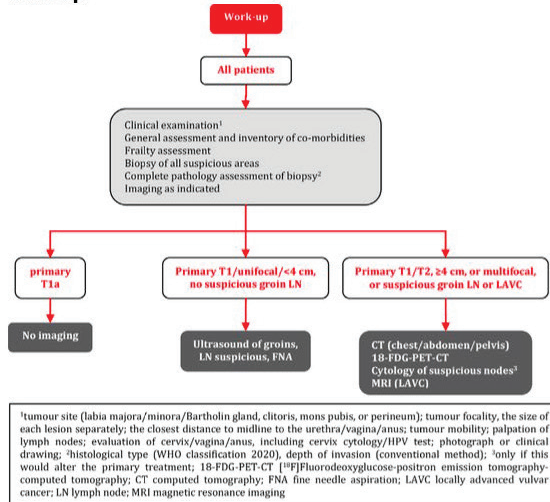 Work-up
All patients
Clinical examination¹
General assessment and inventory of co-morbidities
Frailty assessment
Biopsy of all suspicious areas
Complete pathology assessment of biopsy²
Imaging as indicated
primary
T1a
Primary T1/unifocal/<4 cm,
no suspicious groin LN
Primary T1/T2, ≥4 cm, or multifocal,
or suspicious groin LN or LAVC
No imaging
Ultrasound of groins,
LN suspicious, FNA
CT (chest/abdomen/pelvis)
18-FDG-PET-CT
Cytology of suspicious nodes³
MRI (LAVC)
¹tumour site (labia majora/minora/Bartholin gland, clitoris, mons pubis, or perineum); tumour focality, the size of
each lesion separately; the closest distance to midline to the urethra/vagina/anus; tumour mobility; palpation of
lymph nodes; evaluation of cervix/vagina/anus, including cervix cytology/HPV test; photograph or clinical
drawing; ²histological type (WHO classification 2020), depth of invasion (conventional method); ³only if this
would alter the primary treatment; 18-FDG-PET-CT [¹⁸F]Fluorodeoxyglucose-positron emission tomography-
computed tomography; CT computed tomography; FNA fine needle aspiration; LAVC locally advanced vulvar
cancer; LN lymph node; MRI magnetic resonance imaging